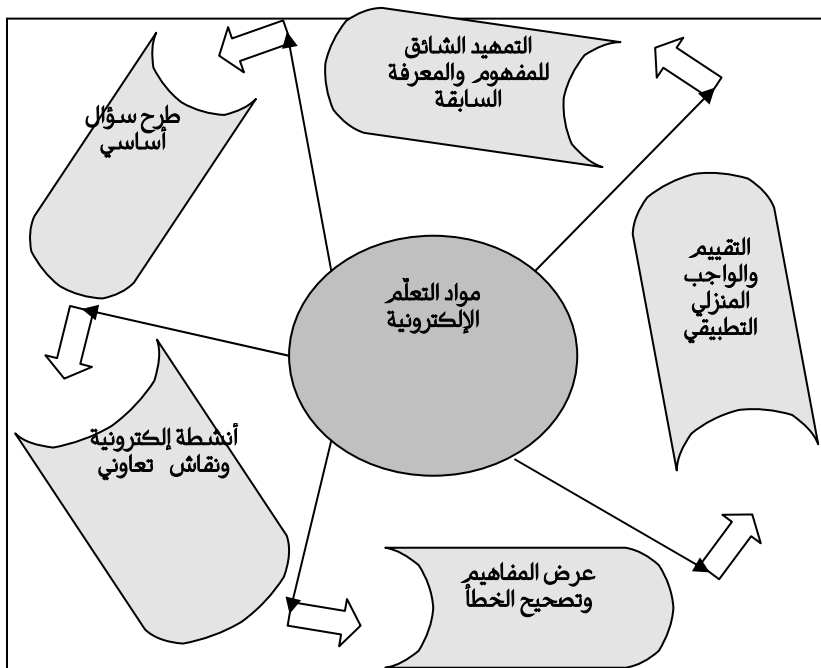 التمهيد الشائق
للمفهوم والمعرفة
السابقة
طرح سؤال
أساسي
التقييم
والواجب
المنزلي
التطبيقي
مواد التعلّم
الإلكترونية
أنشطة إلكترونية
ونقاش تعاوني
عرض المفاهيم
وتصحيح الخطأ